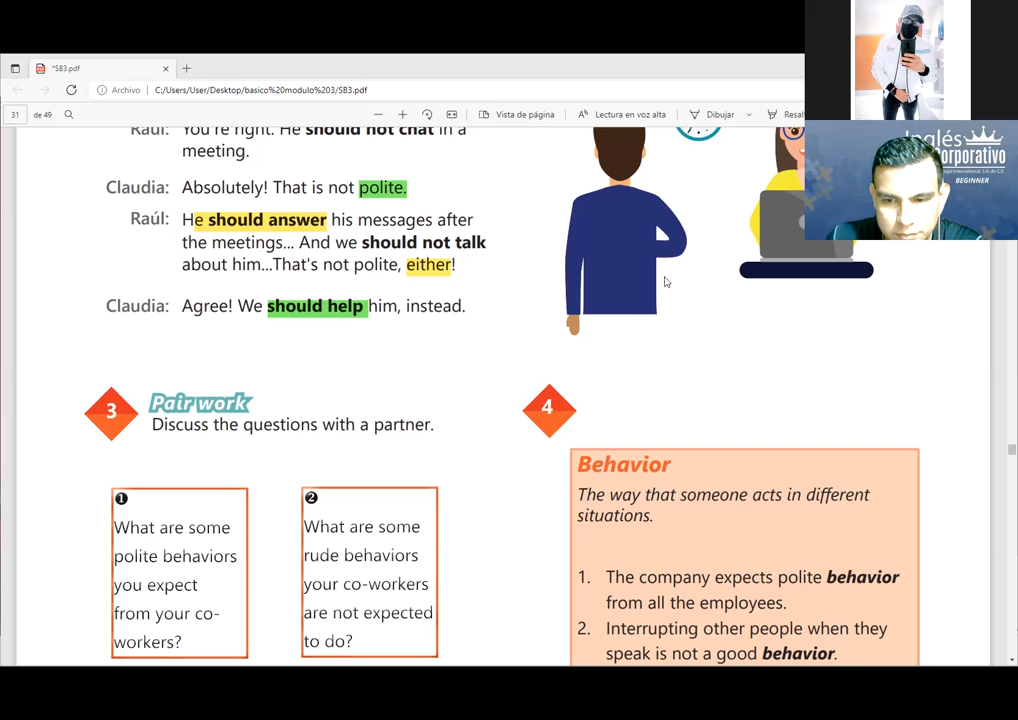 *SB3.pdf
Archivo
C:/Users/User/Desktop/basico%20modulo%203/SB3.pdf
31 de 49
Vista de página
Lectura en voz alta
Dibujar
Resalt
Raúl: You're right. He should not chat in a
meeting.
Claudia: Absolutely! That is not polite.
Raúl: He should answer his messages after
the meetings... And we should not talk
about him...That's not polite, either!
Claudia: Agree! We should help him, instead.
3
Pair work
Discuss the questions with a partner.
❶
What are some
polite behaviors
you expect
from your co-
workers?
❷
What are some
rude behaviors
your co-workers
are not expected
to do?
4
Behavior
The way that someone acts in different
situations.
1. The company expects polite behavior
from all the employees.
2. Interrupting other people when they
speak is not a good behavior.
Inglés
Corporativo
BEGINNER